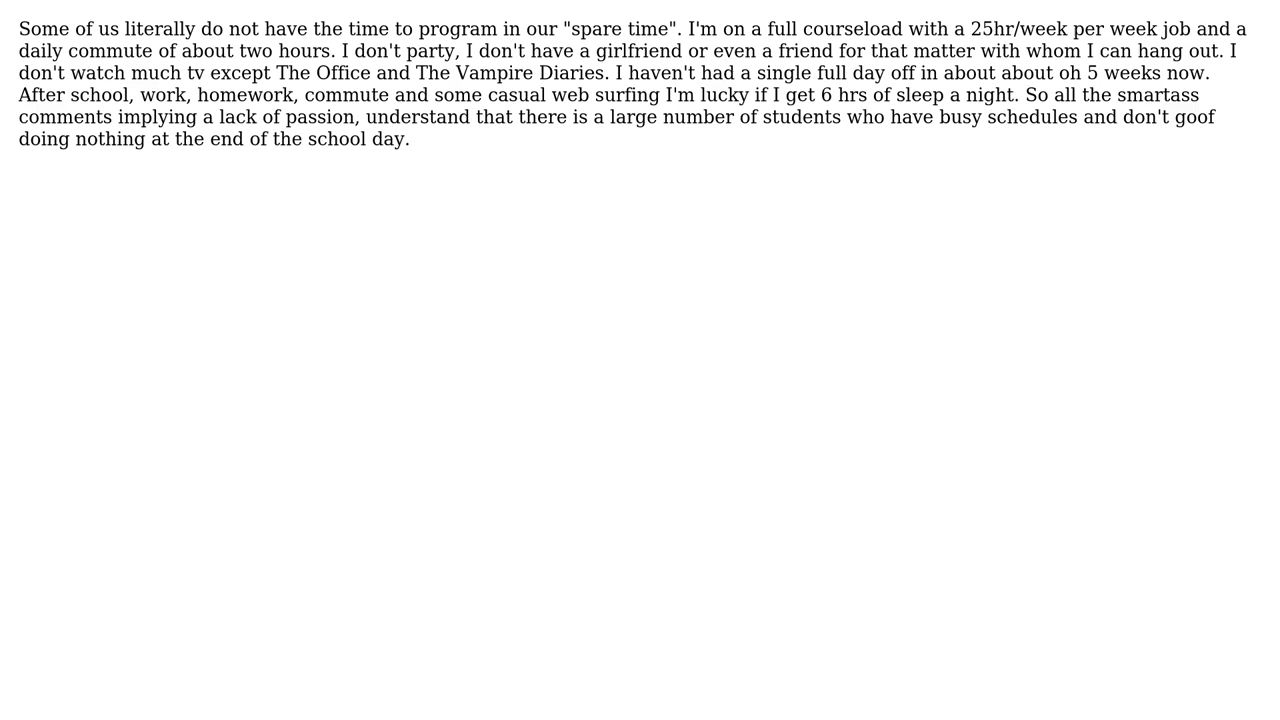 Some of us literally do not have the time to program in our "spare time". I'm on a full courseload with a 25hr/week per week job and a
daily commute of about two hours. I don't party, I don't have a girlfriend or even a friend for that matter with whom I can hang out. I
don't watch much tv except The Office and The Vampire Diaries. I haven't had a single full day off in about about oh 5 weeks now.
After school, work, homework, commute and some casual web surfing I'm lucky if I get 6 hrs of sleep a night. So all the smartass
comments implying a lack of passion, understand that there is a large number of students who have busy schedules and don't goof
doing nothing at the end of the school day.